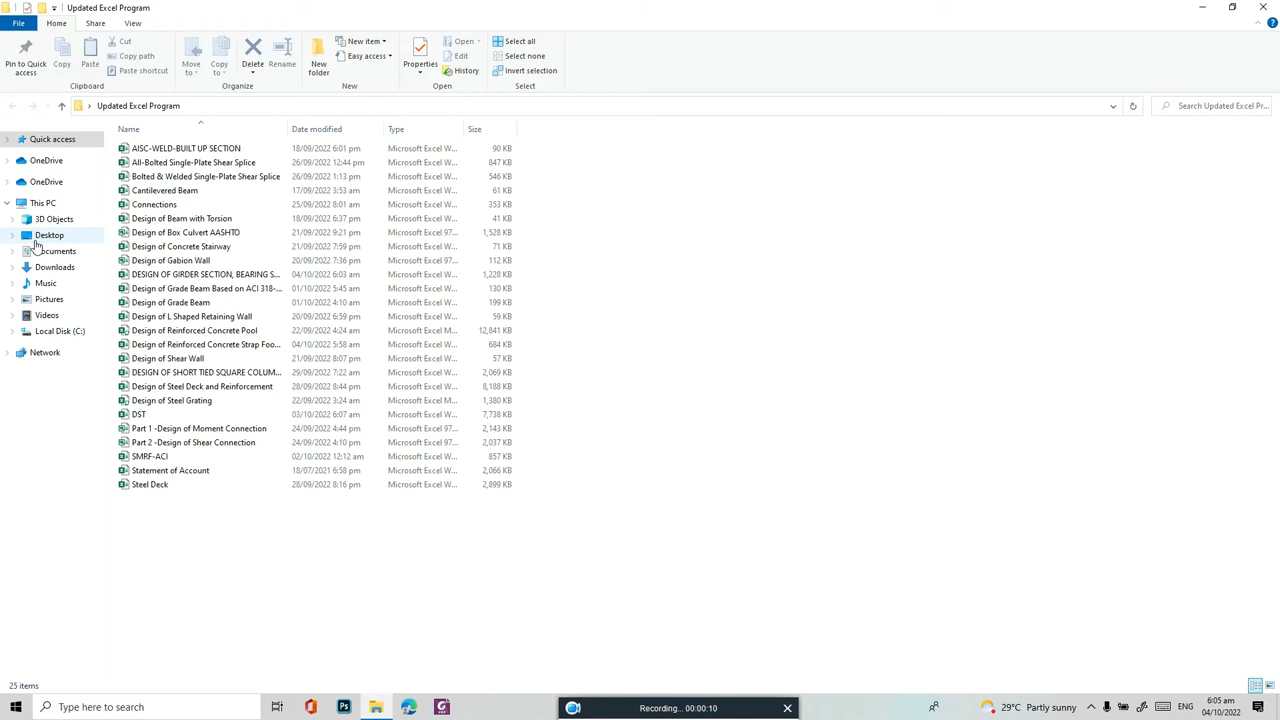 Updated Excel Program
File Home Share View
Pin to Quick access
Copy
Paste
Cut
Copy path
Paste shortcut
Clipboard
Move to
Copy to
Delete
Rename
Organize
New folder
New item
Easy access
New
Properties
Open
Edit
History
Open
Select all
Select none
Invert selection
Select
Updated Excel Program
Search Updated Excel Pr...
Quick access
OneDrive
OneDrive
This PC
3D Objects
Desktop
Documents
Downloads
Music
Pictures
Videos
Local Disk (C:)
Network
Name Date modified Type Size
AISC-WELD-BUILT UP SECTION 18/09/2022 6:01 pm Microsoft Excel W... 90 KB
All-Bolted Single-Plate Shear Splice 26/09/2022 12:44 pm Microsoft Excel W... 847 KB
Bolted & Welded Single-Plate Shear Splice 26/09/2022 1:13 pm Microsoft Excel W... 546 KB
Cantilevered Beam 17/09/2022 3:53 am Microsoft Excel W... 61 KB
Connections 25/09/2022 8:01 am Microsoft Excel W... 353 KB
Design of Beam with Torsion 18/09/2022 6:37 pm Microsoft Excel W... 41 KB
Design of Box Culvert AASHTO 21/09/2022 7:39 pm Microsoft Excel 97... 1,528 KB
Design of Concrete Stairway 21/09/2022 7:59 pm Microsoft Excel W... 71 KB
Design of Gabion Wall 20/09/2022 7:36 pm Microsoft Excel 97... 112 KB
DESIGN OF GIRDER SECTION, BEARING S... 04/10/2022 6:03 am Microsoft Excel W... 1,228 KB
Design of Grade Beam Based on ACI 318-... 01/10/2022 5:45 am Microsoft Excel W... 130 KB
Design of Grade Beam 01/10/2022 4:10 am Microsoft Excel W... 199 KB
Design of L Shaped Retaining Wall 20/09/2022 6:59 pm Microsoft Excel W... 59 KB
Design of Reinforced Concrete Pool 22/09/2022 4:24 am Microsoft Excel M... 12,841 KB
Design of Reinforced Concrete Strap Foo... 04/10/2022 5:58 am Microsoft Excel W... 684 KB
Design of Shear Wall 21/09/2022 8:07 pm Microsoft Excel W... 57 KB
DESIGN OF SHORT TIED SQUARE COLUM... 29/09/2022 7:22 am Microsoft Excel W... 2,069 KB
Design of Steel Deck and Reinforcement 28/09/2022 8:44 pm Microsoft Excel W... 8,188 KB
Design of Steel Grating 22/09/2022 3:24 am Microsoft Excel M... 1,380 KB
DST 03/10/2022 6:07 am Microsoft Excel W... 7,738 KB
Part 1 -Design of Moment Connection 24/09/2022 4:44 pm Microsoft Excel 97... 2,143 KB
Part 2 -Design of Shear Connection 24/09/2022 4:10 pm Microsoft Excel 97... 2,037 KB
SMRF-ACI 02/10/2022 12:12 am Microsoft Excel W... 857 KB
Statement of Account 18/07/2021 6:58 pm Microsoft Excel W... 2,066 KB
Steel Deck 28/09/2022 8:16 pm Microsoft Excel W... 2,899 KB
25 items
Type here to search
Ps
Recording... 00:00:10
29°C Partly sunny
ENG
6:05 am
04/10/2022